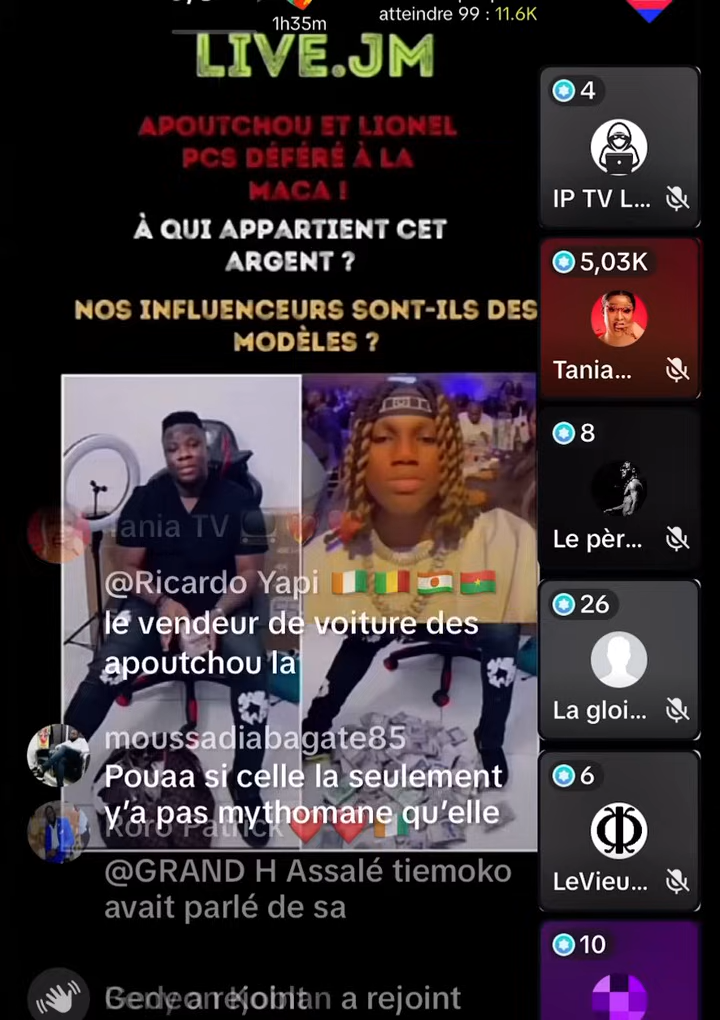 1h35m
atteindre 99 : 11.6K
LIVE.JM
APOUTCHOU ET LIONEL
PCS DÉFÉRÉ À LA
MACA !
À QUI APPARTIENT CET
ARGENT ?
NOS INFLUENCEURS SONT-ILS DES
MODÈLES ?
ania TV
@Ricardo Yapi
le vendeur de voiture des
apoutchou la
moussadiabagate85
Pouaa si celle la seulement
y’a pas mythomane qu’elle
Koro Patrick
@GRAND H Assalé tiemoko
avait parlé de sa
a rejoint
4
IP TV L...
5,03K
Tania...
8
Le pèr...
26
La gloi...
6
LeVieu...
10